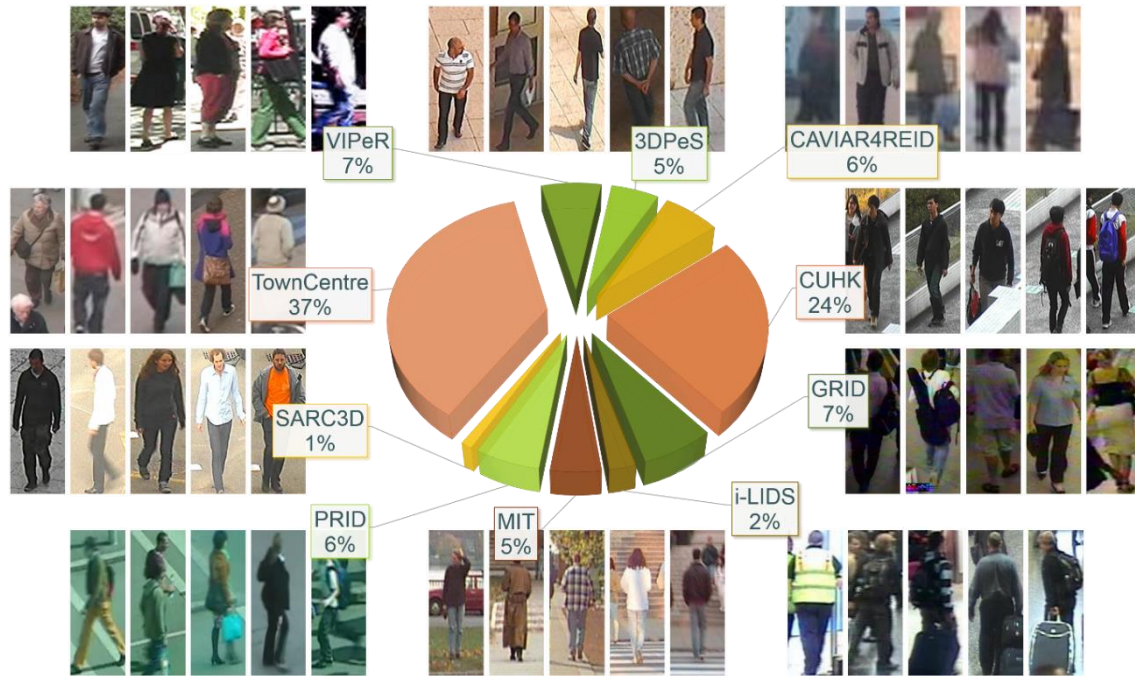 VIPeR
7%
3DPeS
5%
CAVIAR4REID
6%
TownCentre
37%
CUHK
24%
SARC3D
1%
GRID
7%
PRID
6%
MIT
5%
i-LIDS
2%